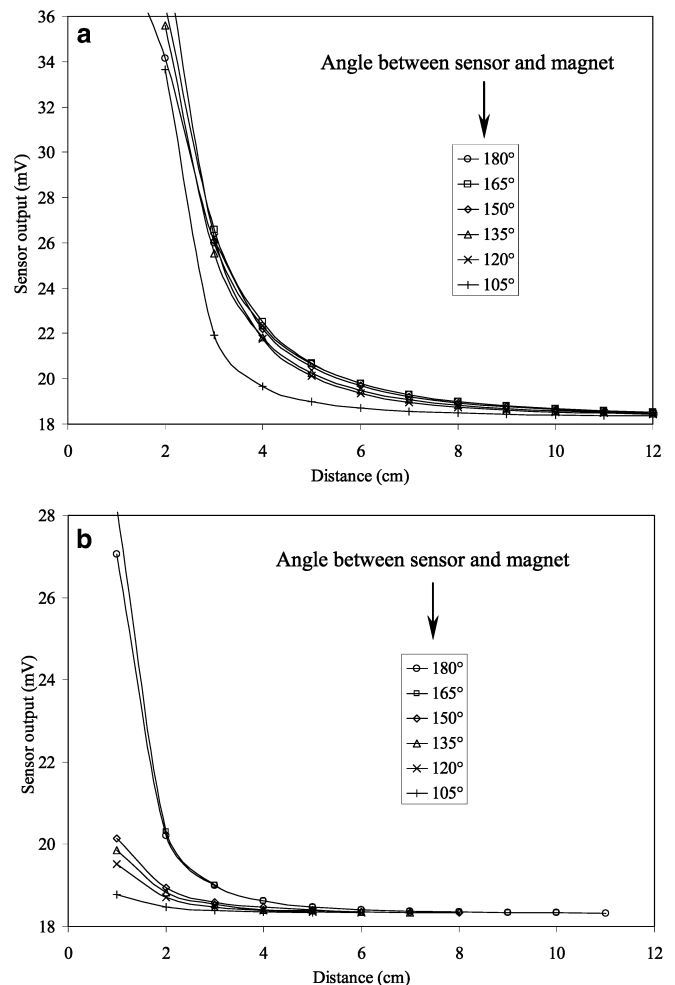 a
36
34
32
30
28
26
24
22
20
18
0 2 4 6 8 10 12
Sensor output (mV)
Distance (cm)
Angle between sensor and magnet
180°
165°
150°
135°
120°
105°
b
28
26
24
22
20
18
0 2 4 6 8 10 12
Sensor output (mV)
Distance (cm)
Angle between sensor and magnet
180°
165°
150°
135°
120°
105°